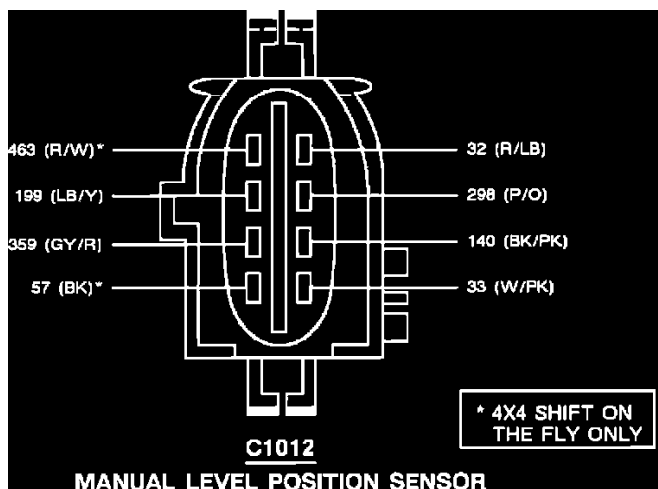 463 (R/W)*
32 (R/LB)
199 (LB/Y)
298 (P/O)
359 (GY/R)
140 (BK/PK)
57 (BK)*
33 (W/PK)
* 4X4 SHIFT ON
THE FLY ONLY
C1012
MANUAL LEVEL POSITION SENSOR